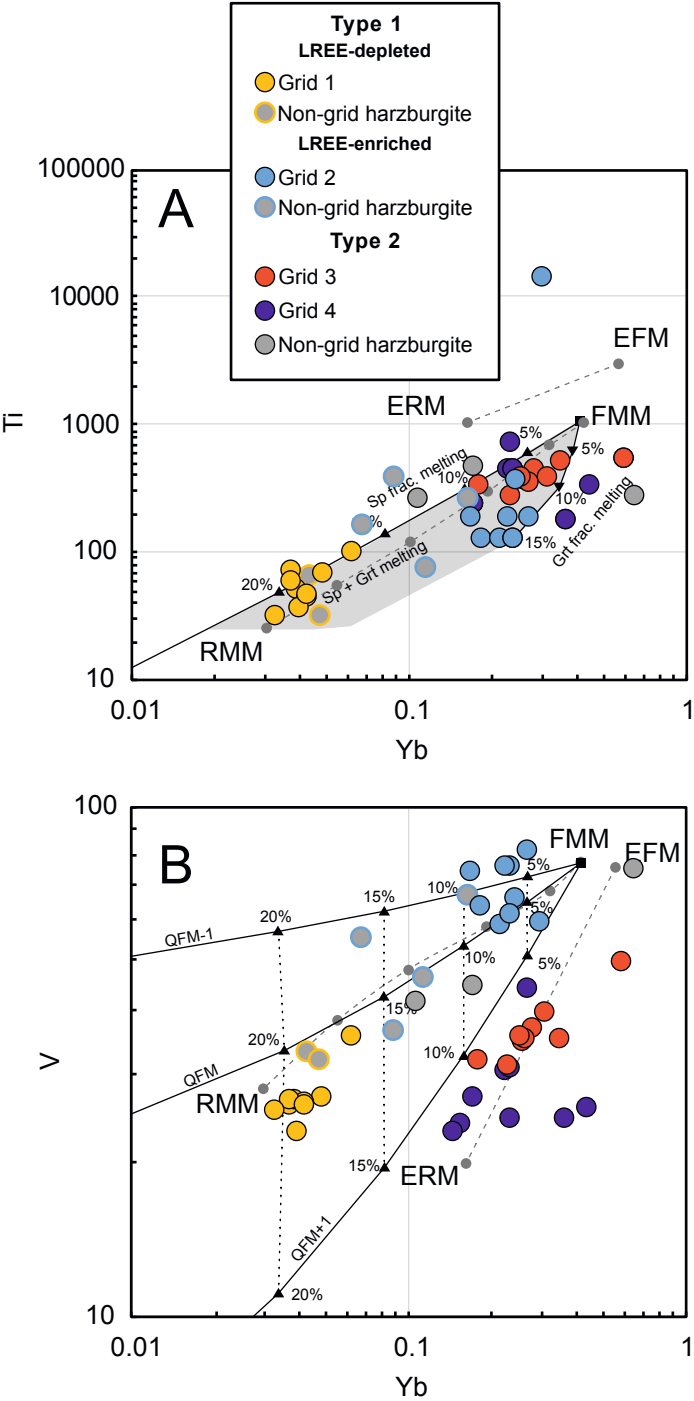 Type 1
LREE-depleted
Grid 1
Non-grid harzburgite
LREE-enriched
Grid 2
Non-grid harzburgite
Type 2
Grid 3
Grid 4
Non-grid harzburgite
A
100000
10000
1000
100
10
Ti
EFM
ERM
FMM
5%
5%
Sp frac. melting
10%
10%
%
15%
Grt frac. melting
Sp + Grt melting
20%
RMM
0.01
0.1
1
Yb
B
100
10
V
FMM
EFM
5%
10%
15%
20%
QFM-1
5%
10%
15%
20%
QFM
5%
10%
RMM
15%
ERM
QFM+1
20%
0.01
0.1
1
Yb